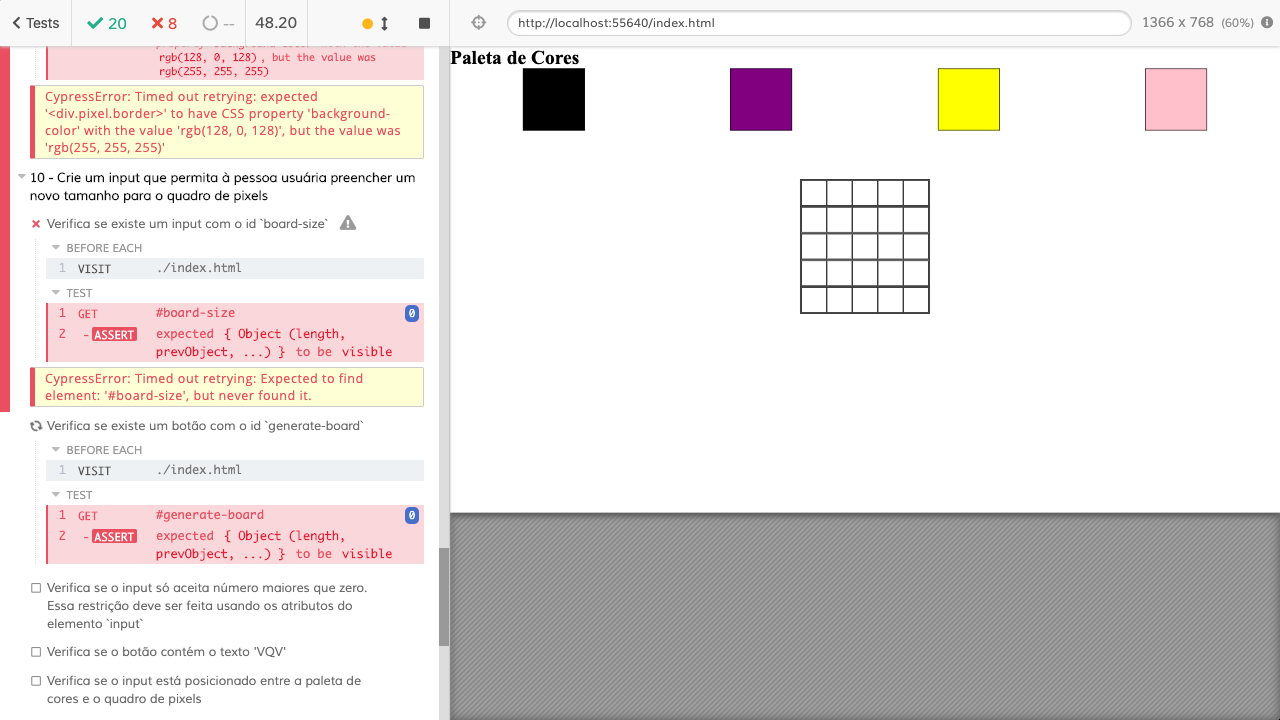 Tests
20
8
--
48.20
http://localhost:55640/index.html
1366 x 768 (60%)
rgb(128, 0, 128), but the value was
rgb(255, 255, 255)
CypressError: Timed out retrying: expected
'<div.pixel.border>' to have CSS property 'background-
color' with the value 'rgb(128, 0, 128)', but the value was
'rgb(255, 255, 255)'
10 - Crie um input que permita à pessoa usuária preencher um
novo tamanho para o quadro de pixels
Verifica se existe um input com o id `board-size`
BEFORE EACH
1 VISIT ./index.html
TEST
1 GET #board-size 0
2 -ASSERT expected { Object (length,
prevObject, ...) } to be visible
CypressError: Timed out retrying: Expected to find
element: '#board-size', but never found it.
Verifica se existe um botão com o id `generate-board`
BEFORE EACH
1 VISIT ./index.html
TEST
1 GET #generate-board 0
2 -ASSERT expected { Object (length,
prevObject, ...) } to be visible
Verifica se o input só aceita número maiores que zero.
Essa restrição deve ser feita usando os atributos do
elemento `input`
Verifica se o botão contém o texto 'VQV'
Verifica se o input está posicionado entre a paleta de
cores e o quadro de pixels
Paleta de Cores